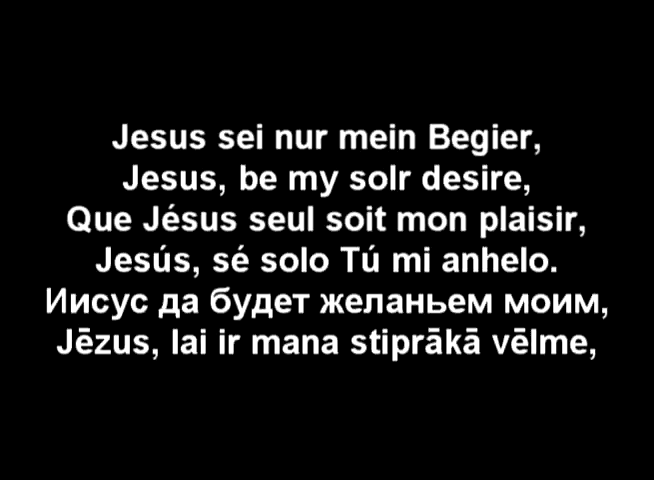 Jesus sei nur mein Begier,
Jesus, be my solr desire,
Que Jésus seul soit mon plaisir,
Jesús, sé solo Tú mi anhelo.
Иисус да будет желаньем моим,
Jēzus, lai ir mana stiprākā vēlme,